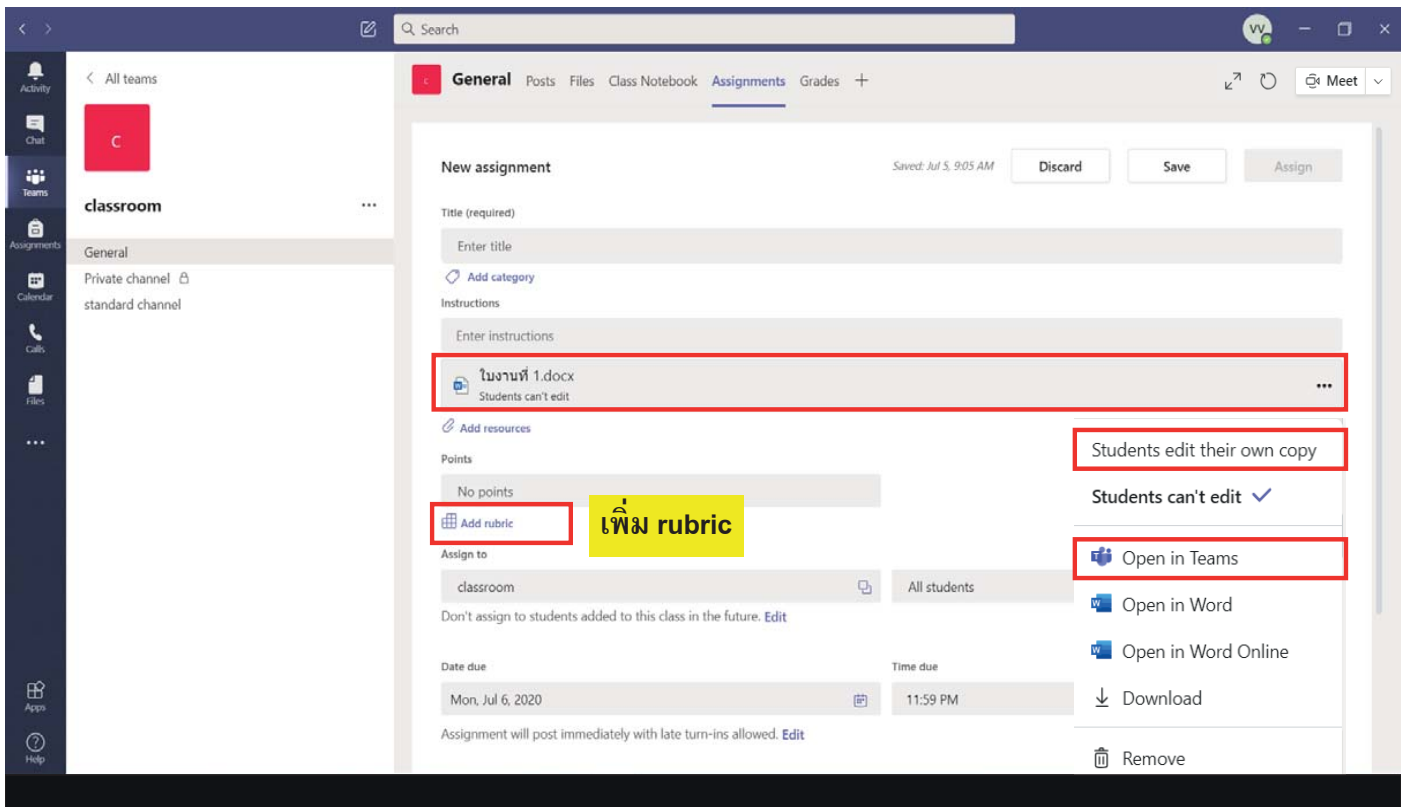 Search
VV
Activity
Chat
Teams
Assignments
Calendar
Calls
Files
Apps
Help
All teams
C
classroom
General
Private channel
standard channel
c
General Posts Files Class Notebook Assignments Grades
Meet
New assignment
Saved: Jul 5, 9:05 AM
Discard
Save
Assign
Title (required)
Enter title
Add category
Instructions
Enter instructions
ใบงานที่ 1.docx
Students can't edit
Add resources
Points
No points
Add rubric
เพิ่ม rubric
Assign to
classroom
All students
Don't assign to students added to this class in the future. Edit
Date due
Time due
Mon, Jul 6, 2020
11:59 PM
Assignment will post immediately with late turn-ins allowed. Edit
Students edit their own copy
Students can't edit
Open in Teams
Open in Word
Open in Word Online
Download
Remove